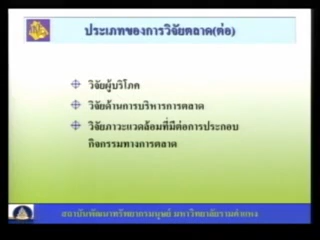 ประเภทของการวิจัยตลาด(ต่อ)
วิจัยผู้บริโภค
วิจัยด้านการบริหารการตลาด
วิจัยภาวะแวดล้อมที่มีต่อการประกอบ
กิจกรรมทางการตลาด
สถาบันพัฒนาทรัพยากรมนุษย์ มหาวิทยาลัยรามคำแหง